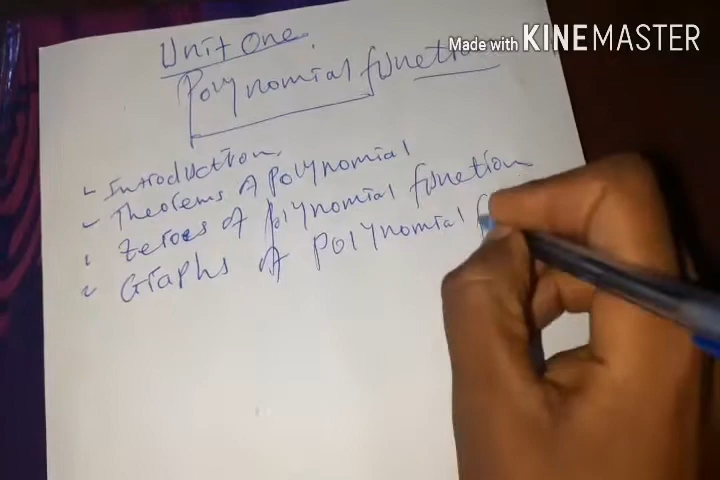 Made with KINEMASTER
Unit One
Polynomial function
- Introduction
- Theorems of polynomial
- Zeroes of polynomial function
- Graphs of polynomial f